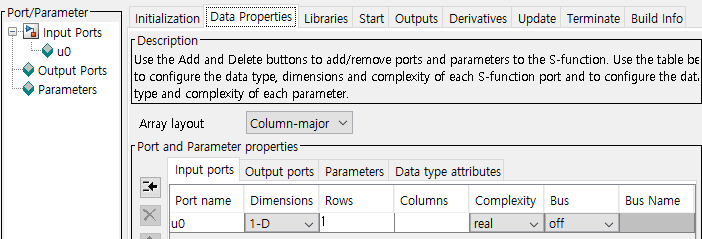 Port/Parameter
Input Ports
u0
Output Ports
Parameters
Initialization Data Properties Libraries Start Outputs Derivatives Update Terminate Build Info
Description
Use the Add and Delete buttons to add/remove ports and parameters to the S-function. Use the table be
to configure the data type, dimensions and complexity of each S-function port and to configure the data
type and complexity of each parameter.
Array layout Column-major
Port and Parameter properties
Input ports Output ports Parameters Data type attributes
Port name Dimensions Rows Columns Complexity Bus Bus Name
u0 1-D 1 real off